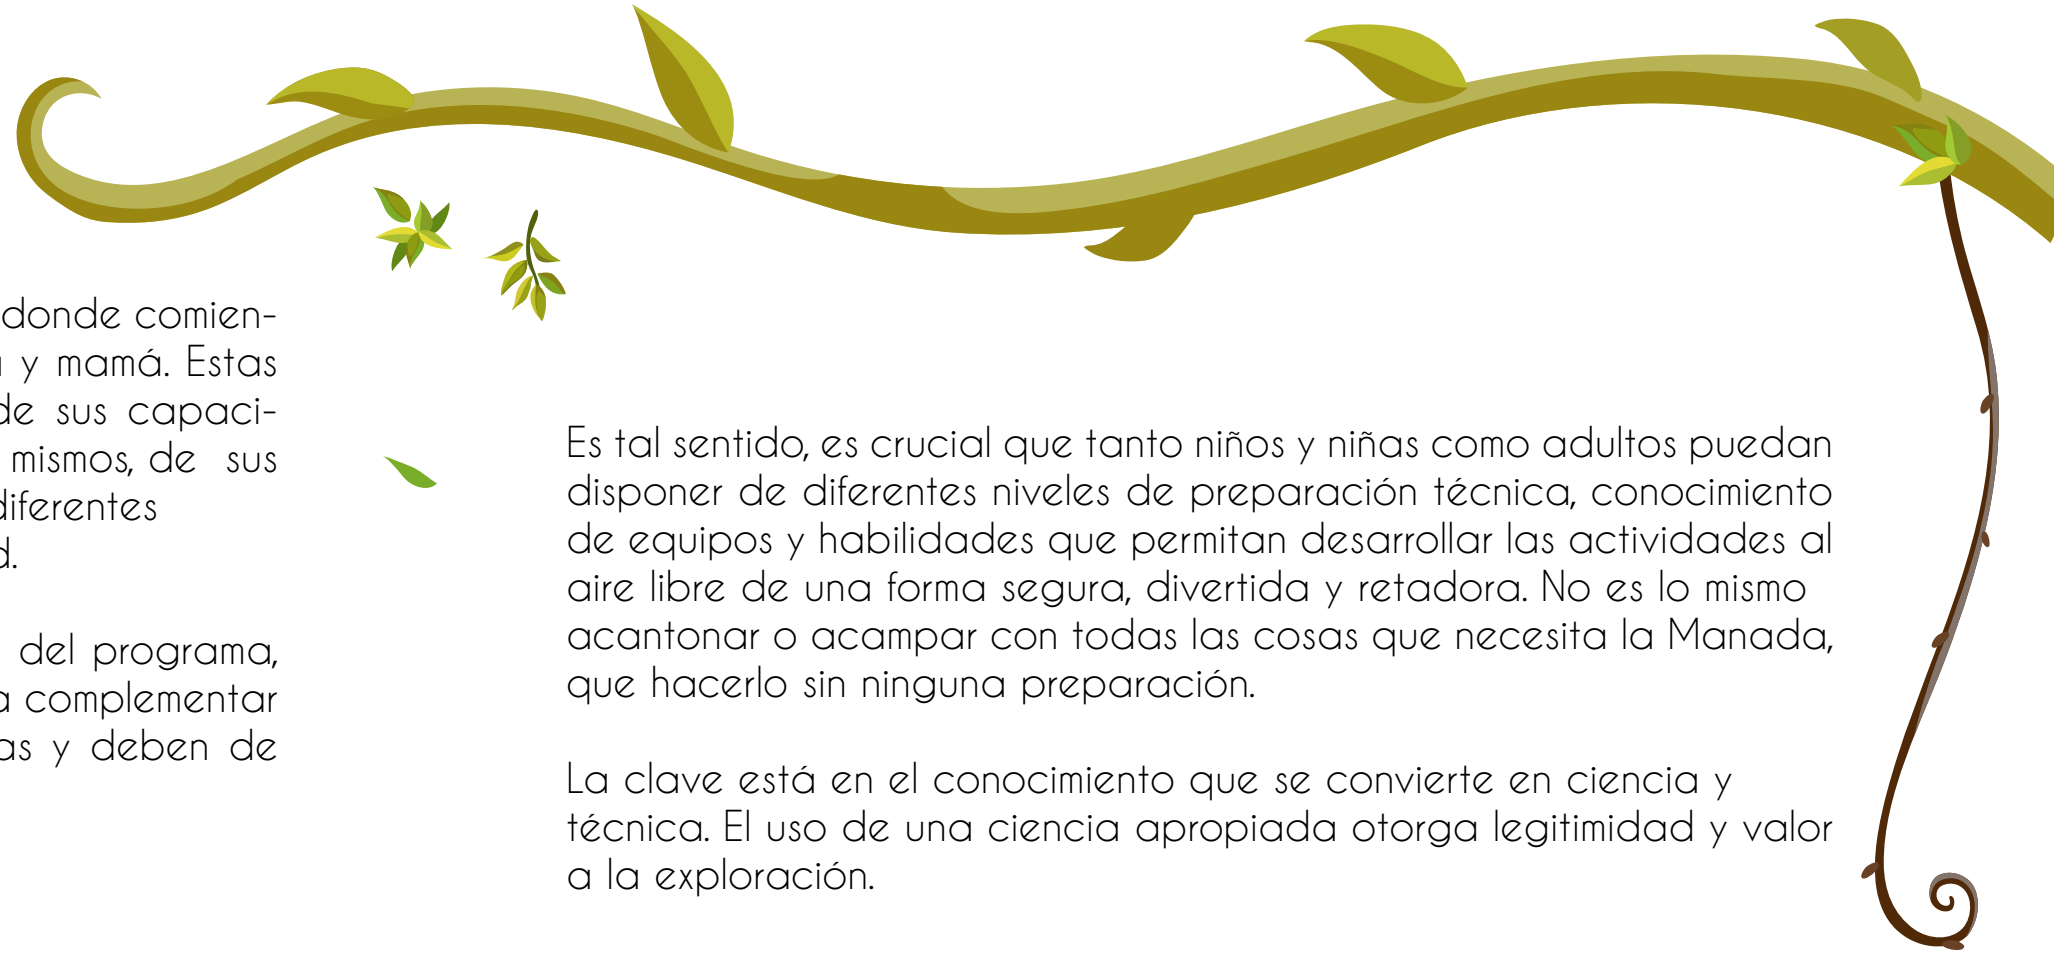 donde comien-
y mamá. Estas
de sus capaci-
mismos, de sus
diferentes
del programa,
complementar
y deben de
Es tal sentido, es crucial que tanto niños y niñas como adultos puedan
disponer de diferentes niveles de preparación técnica, conocimiento
de equipos y habilidades que permitan desarrollar las actividades al
aire libre de una forma segura, divertida y retadora. No es lo mismo
acantonar o acampar con todas las cosas que necesita la Manada,
que hacerlo sin ninguna preparación.
La clave está en el conocimiento que se convierte en ciencia y
técnica. El uso de una ciencia apropiada otorga legitimidad y valor
a la exploración.